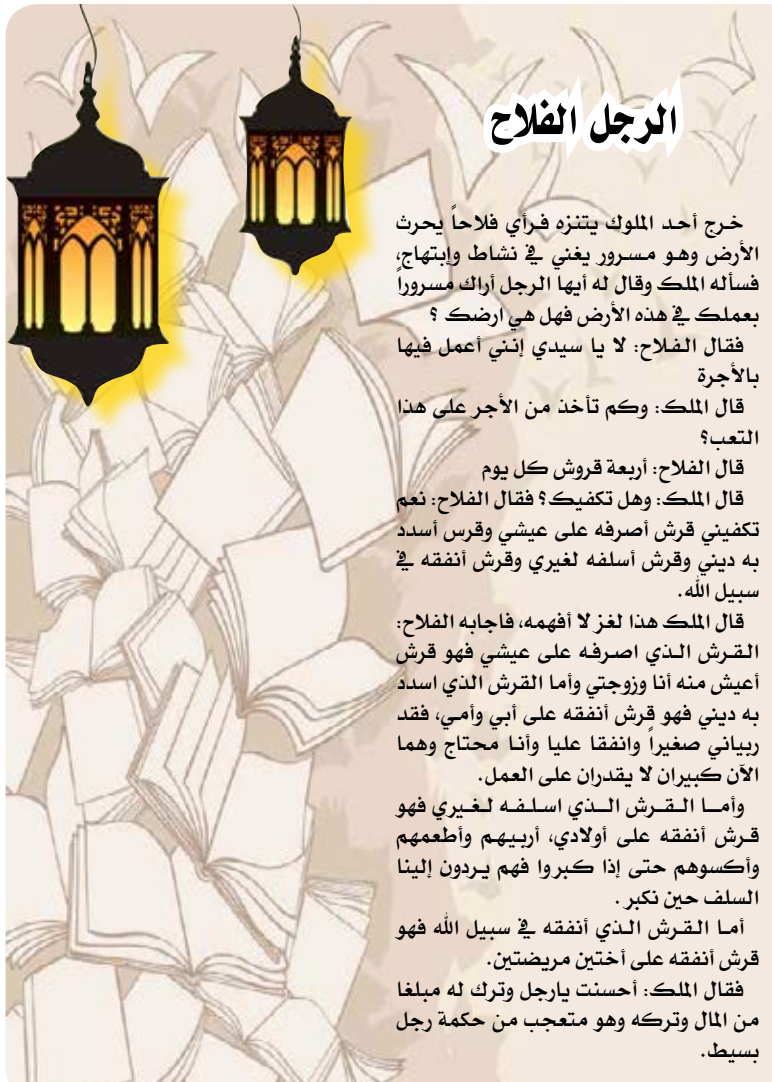 الرجل الفلاح
خرج أحد الملوك يتنزه فرأي فلاحاً يحرث
الأرض وهو مسرور يغني في نشاط وإبتهاج،
فسأله الملك وقال له أيها الرجل أراك مسروراً
بعملك في هذه الأرض فهل هي ارضك ؟
فقال الفلاح: لا يا سيدي إنني أعمل فيها
بالأجرة
قال الملك: وكم تأخذ من الأجر على هذا
التعب؟
قال الفلاح: أربعة قروش كل يوم
قال الملك: وهل تكفيك؟ فقال الفلاح: نعم
تكفيني قرش أصرفه على عيشي وقرس أسدد
به ديني وقرش أسلفه لغيري وقرش أنفقه في
سبيل الله.
قال الملك هذا لغز لا أفهمه، فاجابه الفلاح:
القرش الذي اصرفه على عيشي فهو قرش
أعيش منه أنا وزوجتي وأما القرش الذي اسدد
به ديني فهو قرش أنفقه على أبي وأمي، فقد
ربياني صغيراً وانفقا عليا وأنا محتاج وهما
الآن كبيران لا يقدران على العمل.
وأما القرش الذي اسلفه لغيري فهو
قرش أنفقه على أولادي، أربيهم وأطعمهم
وأكسوهم حتى إذا كبروا فهم يردون إلينا
السلف حين نكبر .
أما القرش الذي أنفقه في سبيل الله فهو
قرش أنفقه على أختين مريضتين.
فقال الملك: أحسنت يارجل وترك له مبلغا
من المال وتركه وهو متعجب من حكمة رجل
بسيط.